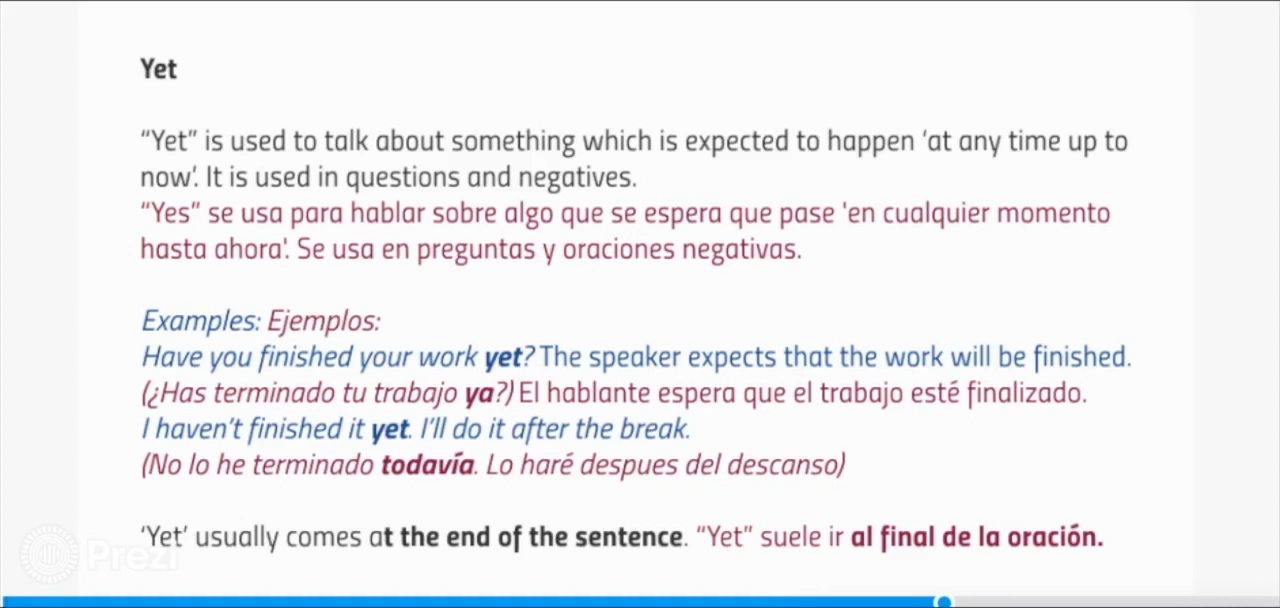 Yet
“Yet” is used to talk about something which is expected to happen ‘at any time up to
now’. It is used in questions and negatives.
“Yes” se usa para hablar sobre algo que se espera que pase 'en cualquier momento
hasta ahora'. Se usa en preguntas y oraciones negativas.
Examples: Ejemplos:
Have you finished your work yet? The speaker expects that the work will be finished.
(¿Has terminado tu trabajo ya?) El hablante espera que el trabajo esté finalizado.
I haven’t finished it yet. I’ll do it after the break.
(No lo he terminado todavía. Lo haré despues del descanso)
‘Yet’ usually comes at the end of the sentence. “Yet” suele ir al final de la oración.
Prezi